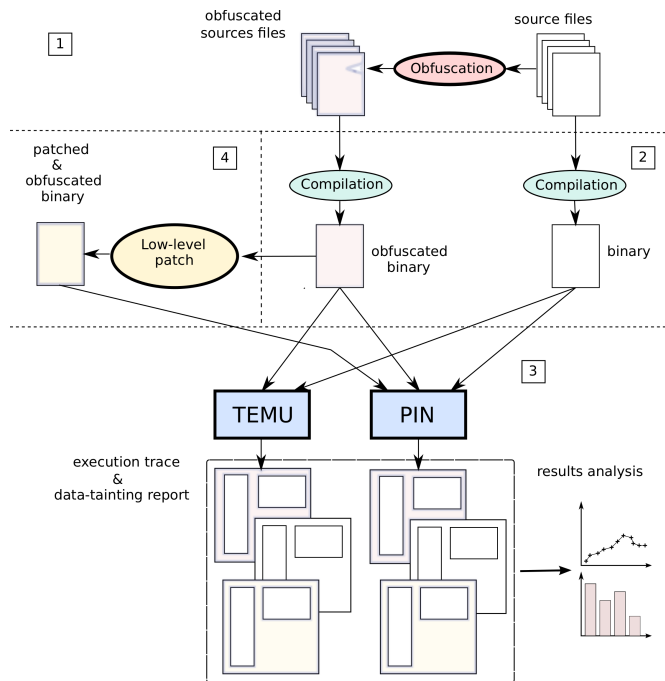 obfuscated
sources files
source files
1
Obfuscation
patched
&
obfuscated
binary
4
2
Compilation
Compilation
Low-level
patch
obfuscated
binary
binary
3
TEMU
PIN
execution trace
&
data-tainting report
results analysis